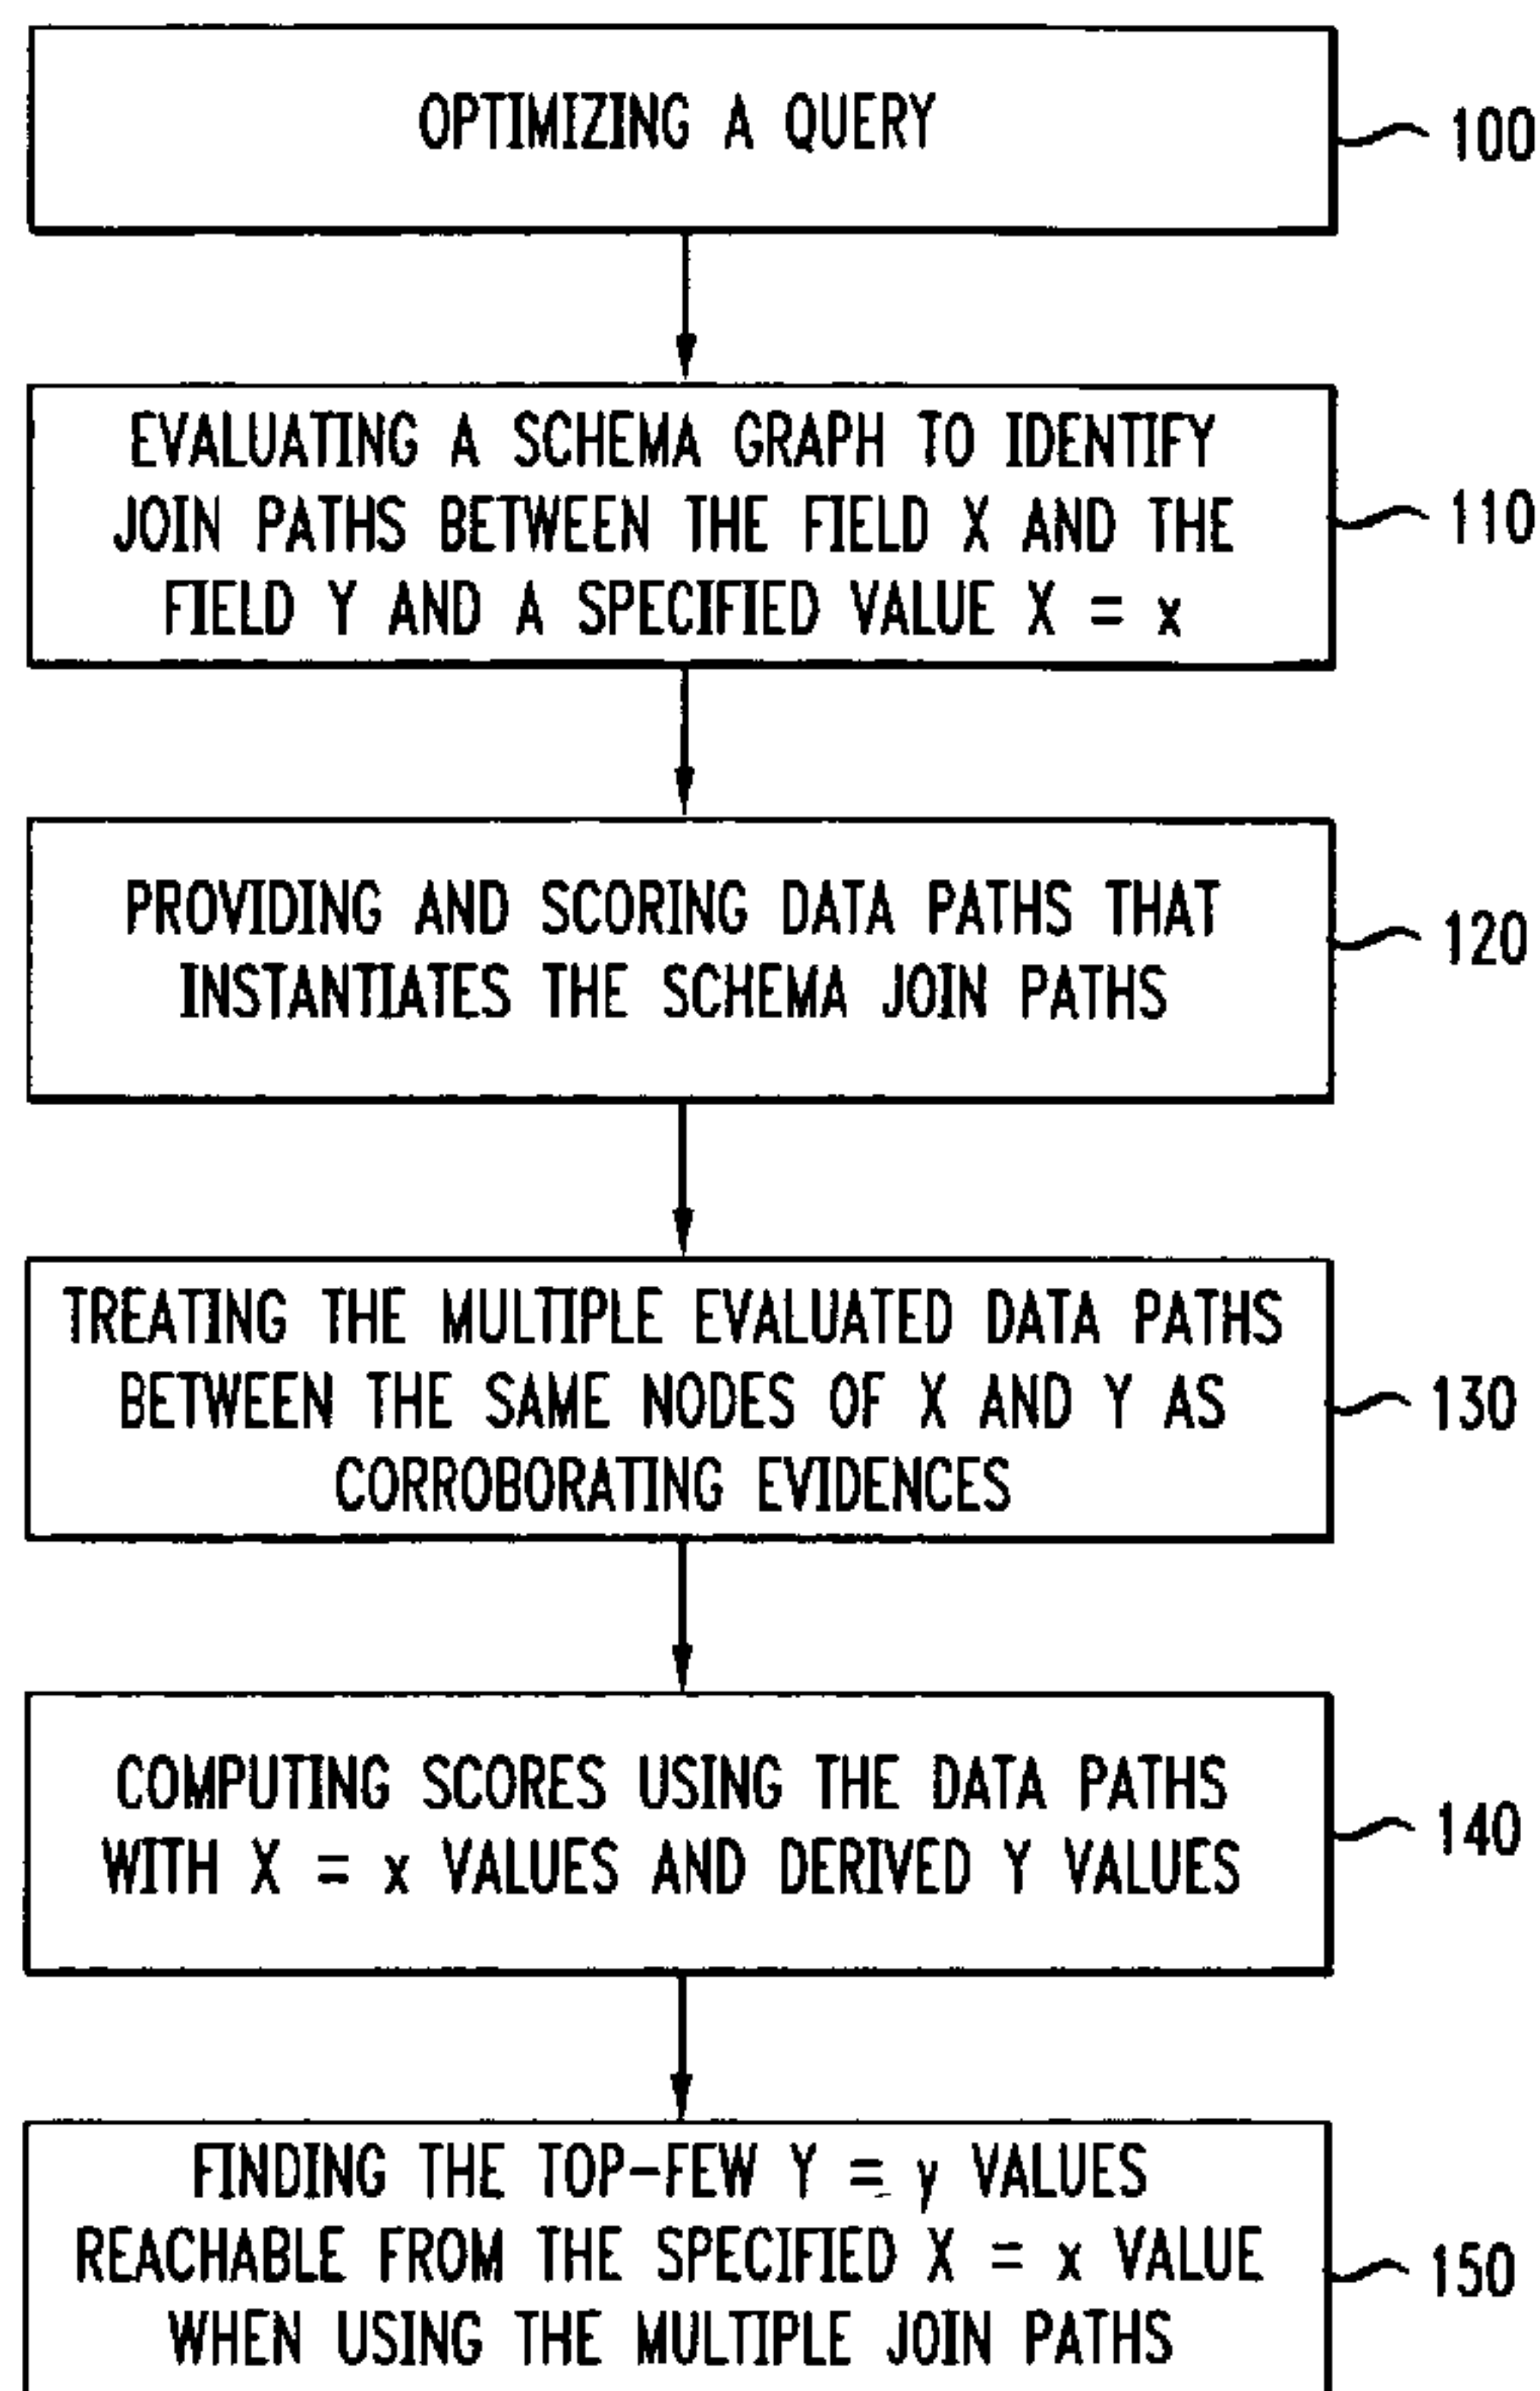 OPTIMIZING A QUERY
100
EVALUATING A SCHEMA GRAPH TO IDENTIFY
JOIN PATHS BETWEEN THE FIELD X AND THE
FIELD Y AND A SPECIFIED VALUE X = x
110
PROVIDING AND SCORING DATA PATHS THAT
INSTANTIATES THE SCHEMA JOIN PATHS
120
TREATING THE MULTIPLE EVALUATED DATA PATHS
BETWEEN THE SAME NODES OF X AND Y AS
CORROBORATING EVIDENCES
130
COMPUTING SCORES USING THE DATA PATHS
WITH X = x VALUES AND DERIVED Y VALUES
140
FINDING THE TOP-FEW Y = y VALUES
REACHABLE FROM THE SPECIFIED X = x VALUE
WHEN USING THE MULTIPLE JOIN PATHS
150